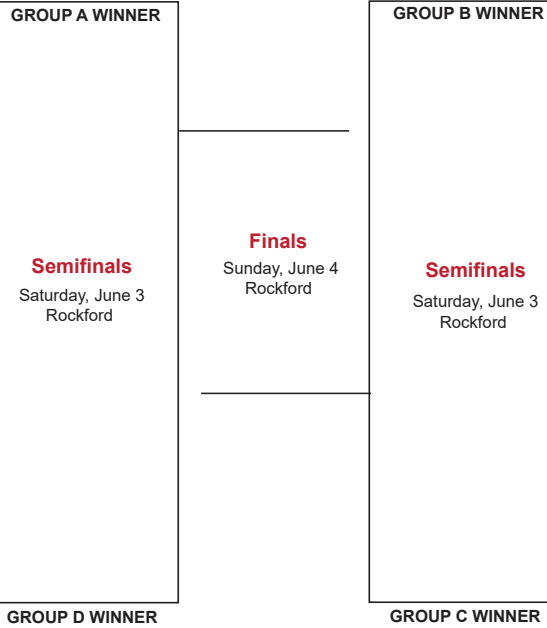 GROUP A WINNER
GROUP B WINNER
Finals
Sunday, June 4
Rockford
Semifinals
Saturday, June 3
Rockford
Semifinals
Saturday, June 3
Rockford
GROUP D WINNER
GROUP C WINNER